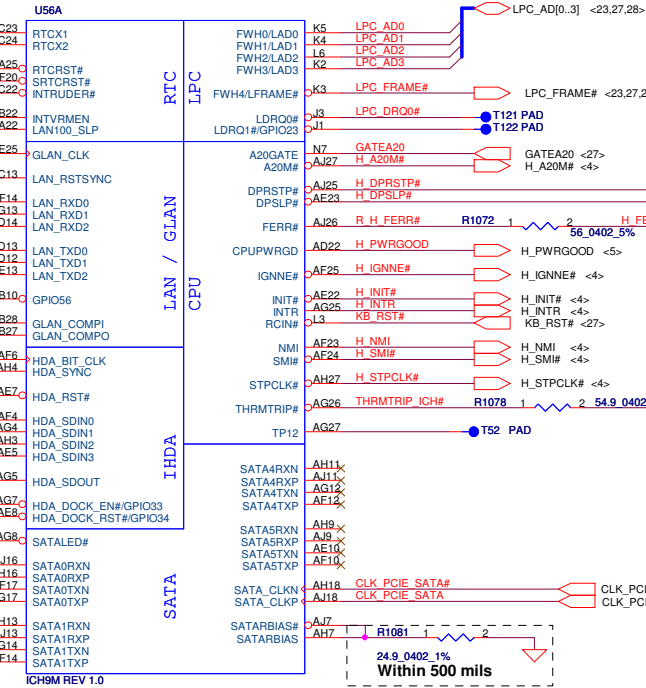 U56A
C23 RTCX1 FWH0/LAD0 K5 LPC_AD0 LPC_AD[0..3] <23,27,28>
C24 RTCX2 FWH1/LAD1 K4 LPC_AD1
FWH2/LAD2 L6 LPC_AD2
A25 RTCRST# FWH3/LAD3 K2 LPC_AD3
F20 SRTCRST#
C22 INTRUDER# RTC LPC FWH4/LFRAME# K3 LPC_FRAME# LPC_FRAME# <23,27,2
B22 INTVRMEN LDRQ0# J3 LPC_DRQ0# T121 PAD
A22 LAN100_SLP LDRQ1#/GPIO23 J1 T122 PAD
E25 GLAN_CLK A20GATE N7 GATEA20 GATEA20 <27>
A20M# AJ27 H_A20M# H_A20M# <4>
C13 LAN_RSTSYNC
DPRSTP# AJ25 H_DPRSTP#
F14 LAN_RXD0 DPSLP# AE23 H_DPSLP#
G13 LAN_RXD1
D14 LAN_RXD2 FERR# AJ26 R_H_FERR# R1072 1 2 H_FE
56_0402_5%
D13 LAN_TXD0 CPUPWRGD AD22 H_PWRGOOD H_PWRGOOD <5>
D12 LAN_TXD1
E13 LAN_TXD2 LAN / GLAN CPU IGNNE# AF25 H_IGNNE# H_IGNNE# <4>
B10 GPIO56 INIT# AE22 H_INIT# H_INIT# <4>
INTR AG25 H_INTR H_INTR <4>
B28 GLAN_COMPI RCIN# L3 KB_RST# KB_RST# <27>
B27 GLAN_COMPO
NMI AF23 H_NMI H_NMI <4>
AF6 HDA_BIT_CLK SMI# AF24 H_SMI# H_SMI# <4>
AH4 HDA_SYNC
STPCLK# AH27 H_STPCLK# H_STPCLK# <4>
AE7 HDA_RST#
THRMTRIP# AG26 THRMTRIP_ICH# R1078 1 2 54.9_0402
AF4 HDA_SDIN0
AG4 HDA_SDIN1 TP12 AG27 T52 PAD
AH3 HDA_SDIN2
AE5 HDA_SDIN3 IHDA
SATA4RXN AH11
AG5 HDA_SDOUT SATA4RXP AJ11
SATA4TXN AG12
AG7 HDA_DOCK_EN#/GPIO33 SATA4TXP AF12
AE8 HDA_DOCK_RST#/GPIO34
SATA5RXN AH9
AG8 SATALED# SATA5RXP AJ9
SATA5TXN AE10
J16 SATA0RXN SATA5TXP AF10
H16 SATA0RXP
F17 SATA0TXN SATA SATA_CLKN AH18 CLK_PCIE_SATA# CLK_PCI
G17 SATA0TXP SATA_CLKP AJ18 CLK_PCIE_SATA CLK_PCI
H13 SATA1RXN SATARBIAS# AJ7
J13 SATA1RXP SATARBIAS AH7 R1081 1 2
G14 SATA1TXN
F14 SATA1TXP 24.9_0402_1%
Within 500 mils
ICH9M REV 1.0